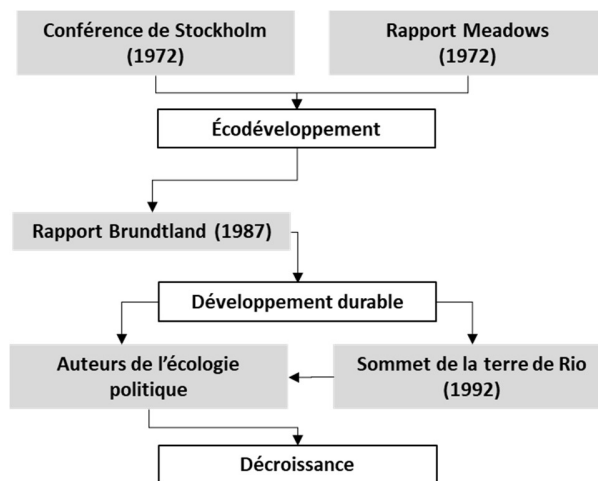 Conférence de Stockholm
(1972)
Rapport Meadows
(1972)
Écodéveloppement
Rapport Brundtland (1987)
Développement durable
Auteurs de l’écologie
politique
Sommet de la terre de Rio
(1992)
Décroissance